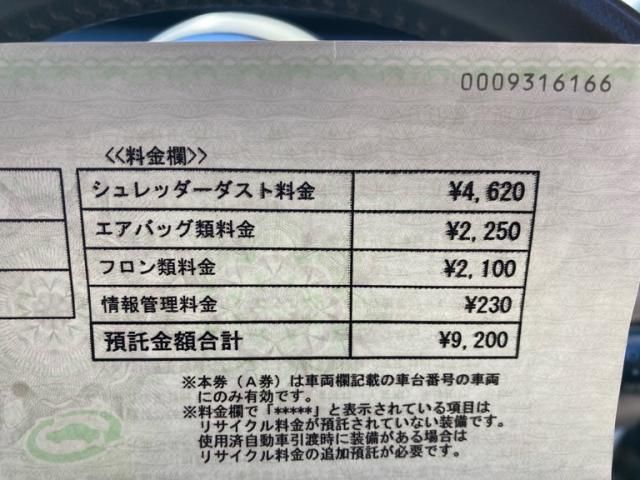 0009316166
≪料金欄≫
シュレッダーダスト料金 ¥4,620
エアバッグ類料金 ¥2,250
フロン類料金 ¥2,100
情報管理料金 ¥230
預託金額合計 ¥9,200
※本券（A券）は車両欄記載の車台番号の車両
にのみ有効です。
※料金欄で「*****」と表示されている項目は
リサイクル料金が預託されていない装備です。
使用済自動車引渡時に装備がある場合は
リサイクル料金の追加預託が必要です。